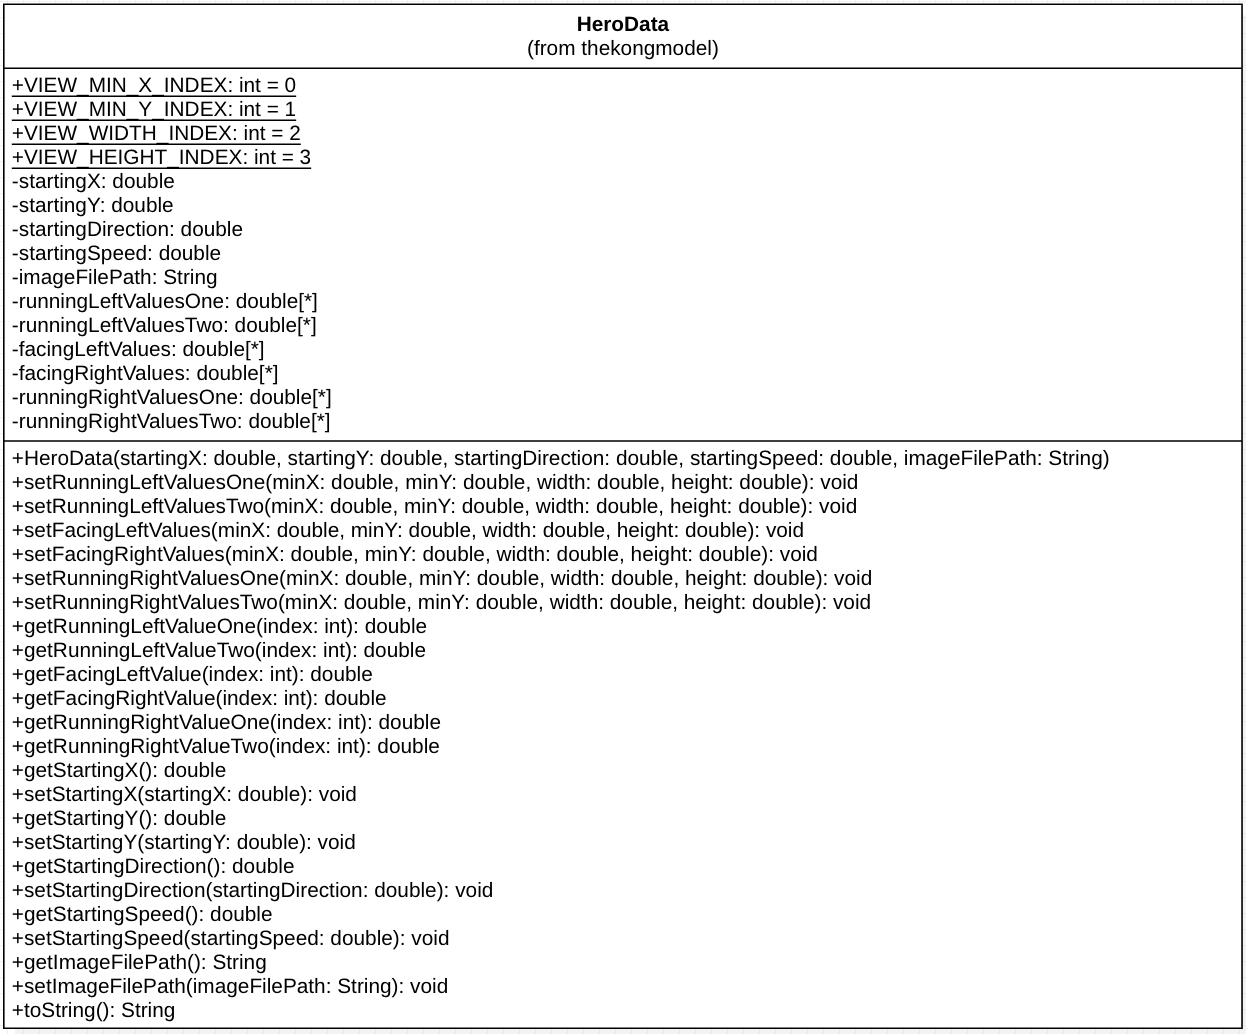 HeroData
(from thekongmodel)
+VIEW_MIN_X_INDEX: int = 0
+VIEW_MIN_Y_INDEX: int = 1
+VIEW_WIDTH_INDEX: int = 2
+VIEW_HEIGHT_INDEX: int = 3
-startingX: double
-startingY: double
-startingDirection: double
-startingSpeed: double
-imageFilePath: String
-runningLeftValuesOne: double[*]
-runningLeftValuesTwo: double[*]
-facingLeftValues: double[*]
-facingRightValues: double[*]
-runningRightValuesOne: double[*]
-runningRightValuesTwo: double[*]
+HeroData(startingX: double, startingY: double, startingDirection: double, startingSpeed: double, imageFilePath: String)
+setRunningLeftValuesOne(minX: double, minY: double, width: double, height: double): void
+setRunningLeftValuesTwo(minX: double, minY: double, width: double, height: double): void
+setFacingLeftValues(minX: double, minY: double, width: double, height: double): void
+setFacingRightValues(minX: double, minY: double, width: double, height: double): void
+setRunningRightValuesOne(minX: double, minY: double, width: double, height: double): void
+setRunningRightValuesTwo(minX: double, minY: double, width: double, height: double): void
+getRunningLeftValueOne(index: int): double
+getRunningLeftValueTwo(index: int): double
+getFacingLeftValue(index: int): double
+getFacingRightValue(index: int): double
+getRunningRightValueOne(index: int): double
+getRunningRightValueTwo(index: int): double
+getStartingX(): double
+setStartingX(startingX: double): void
+getStartingY(): double
+setStartingY(startingY: double): void
+getStartingDirection(): double
+setStartingDirection(startingDirection: double): void
+getStartingSpeed(): double
+setStartingSpeed(startingSpeed: double): void
+getImageFilePath(): String
+setImageFilePath(imageFilePath: String): void
+toString(): String